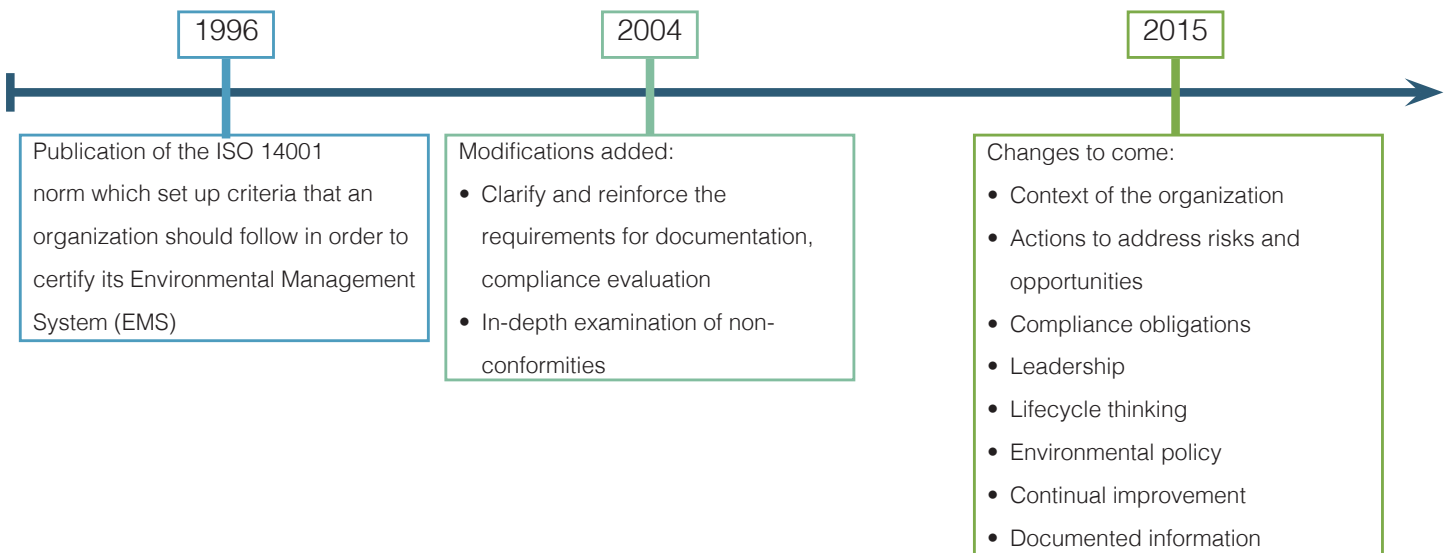 1996
2004
2015
Publication of the ISO 14001
norm which set up criteria that an
organization should follow in order to
certify its Environmental Management
System (EMS)
Modifications added:
• Clarify and reinforce the
requirements for documentation,
compliance evaluation
• In-depth examination of non-
conformities
Changes to come:
• Context of the organization
• Actions to address risks and
opportunities
• Compliance obligations
• Leadership
• Lifecycle thinking
• Environmental policy
• Continual improvement
• Documented information